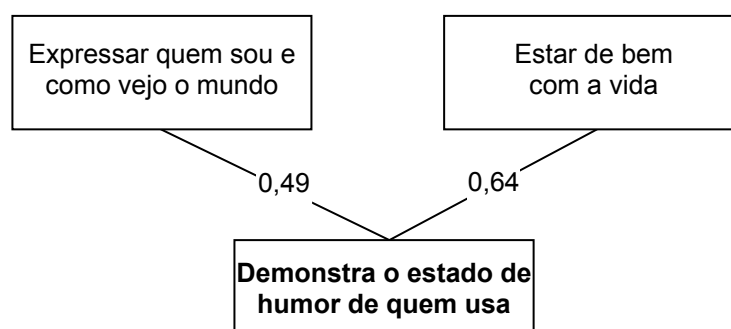 Expressar quem sou e
como vejo o mundo
Estar de bem
com a vida
0,49
0,64
Demonstra o estado de
humor de quem usa